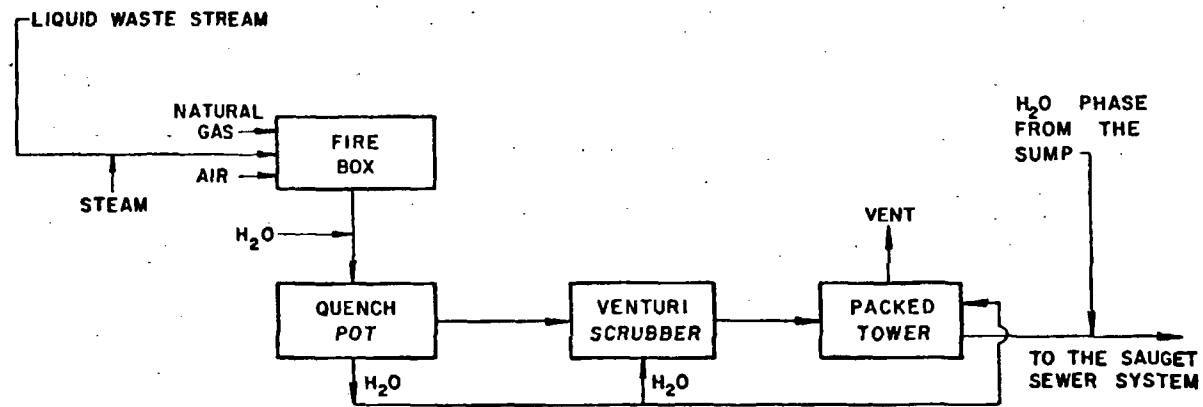 LIQUID WASTE STREAM
NATURAL
GAS
AIR
STEAM
FIRE
BOX
H₂O
QUENCH
POT
H₂O
VENTURI
SCRUBBER
H₂O
VENT
PACKED
TOWER
H₂O PHASE
FROM THE
SUMP
TO THE SAUGET
SEWER SYSTEM